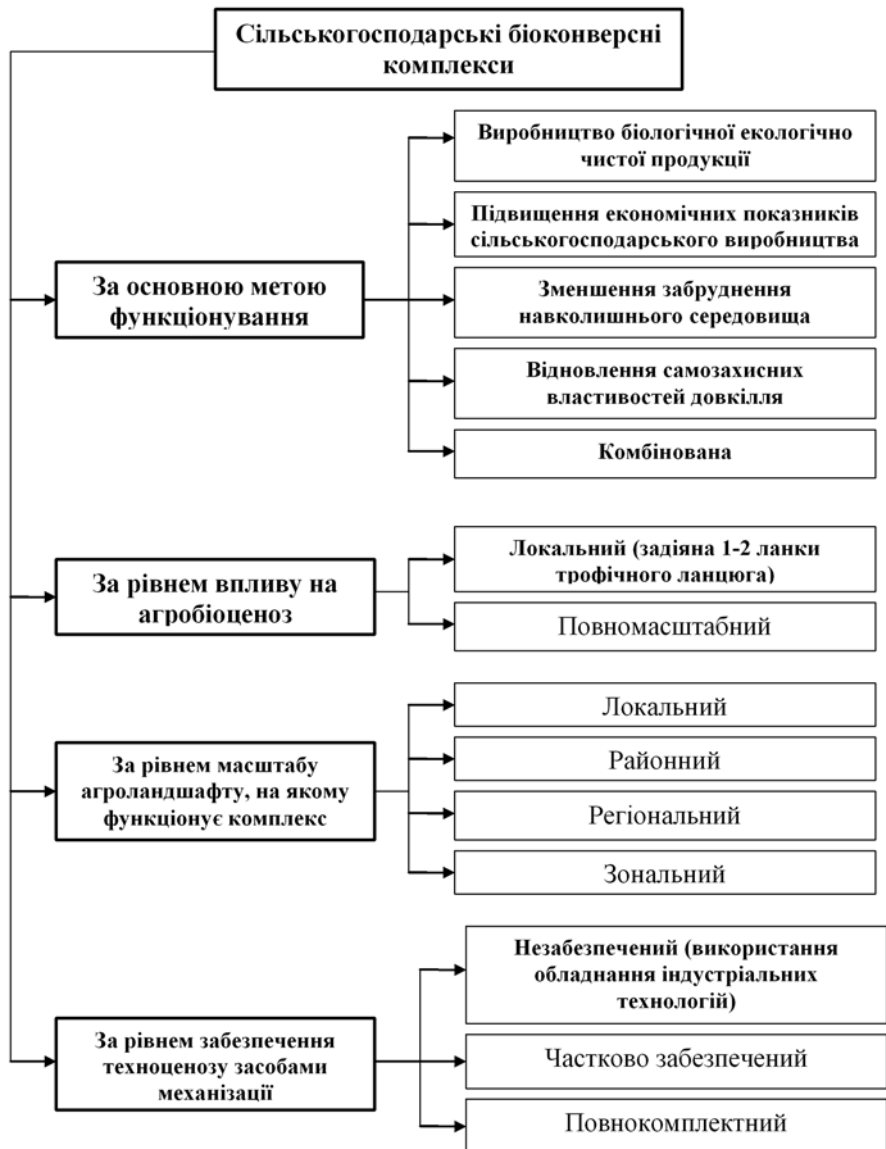 Сільськогосподарські біоконверсні
комплекси
Виробництво біологічної екологічно
чистої продукції
Підвищення економічних показників
сільськогосподарського виробництва
За основною метою
функціонування
Зменшення забруднення
навколишнього середовища
Відновлення самозахисних
властивостей довкілля
Комбінована
Локальний (задіяна 1-2 ланки
трофічного ланцюга)
За рівнем впливу на
агробіоценоз
Повномасштабний
Локальний
Районний
За рівнем масштабу
агроландшафту, на якому
функціонує комплекс
Регіональний
Зональний
Незабезпечений (використання
обладнання індустріальних
технологій)
За рівнем забезпечення
техноценозу засобами
механізації
Частково забезпечений
Повнокомплектний